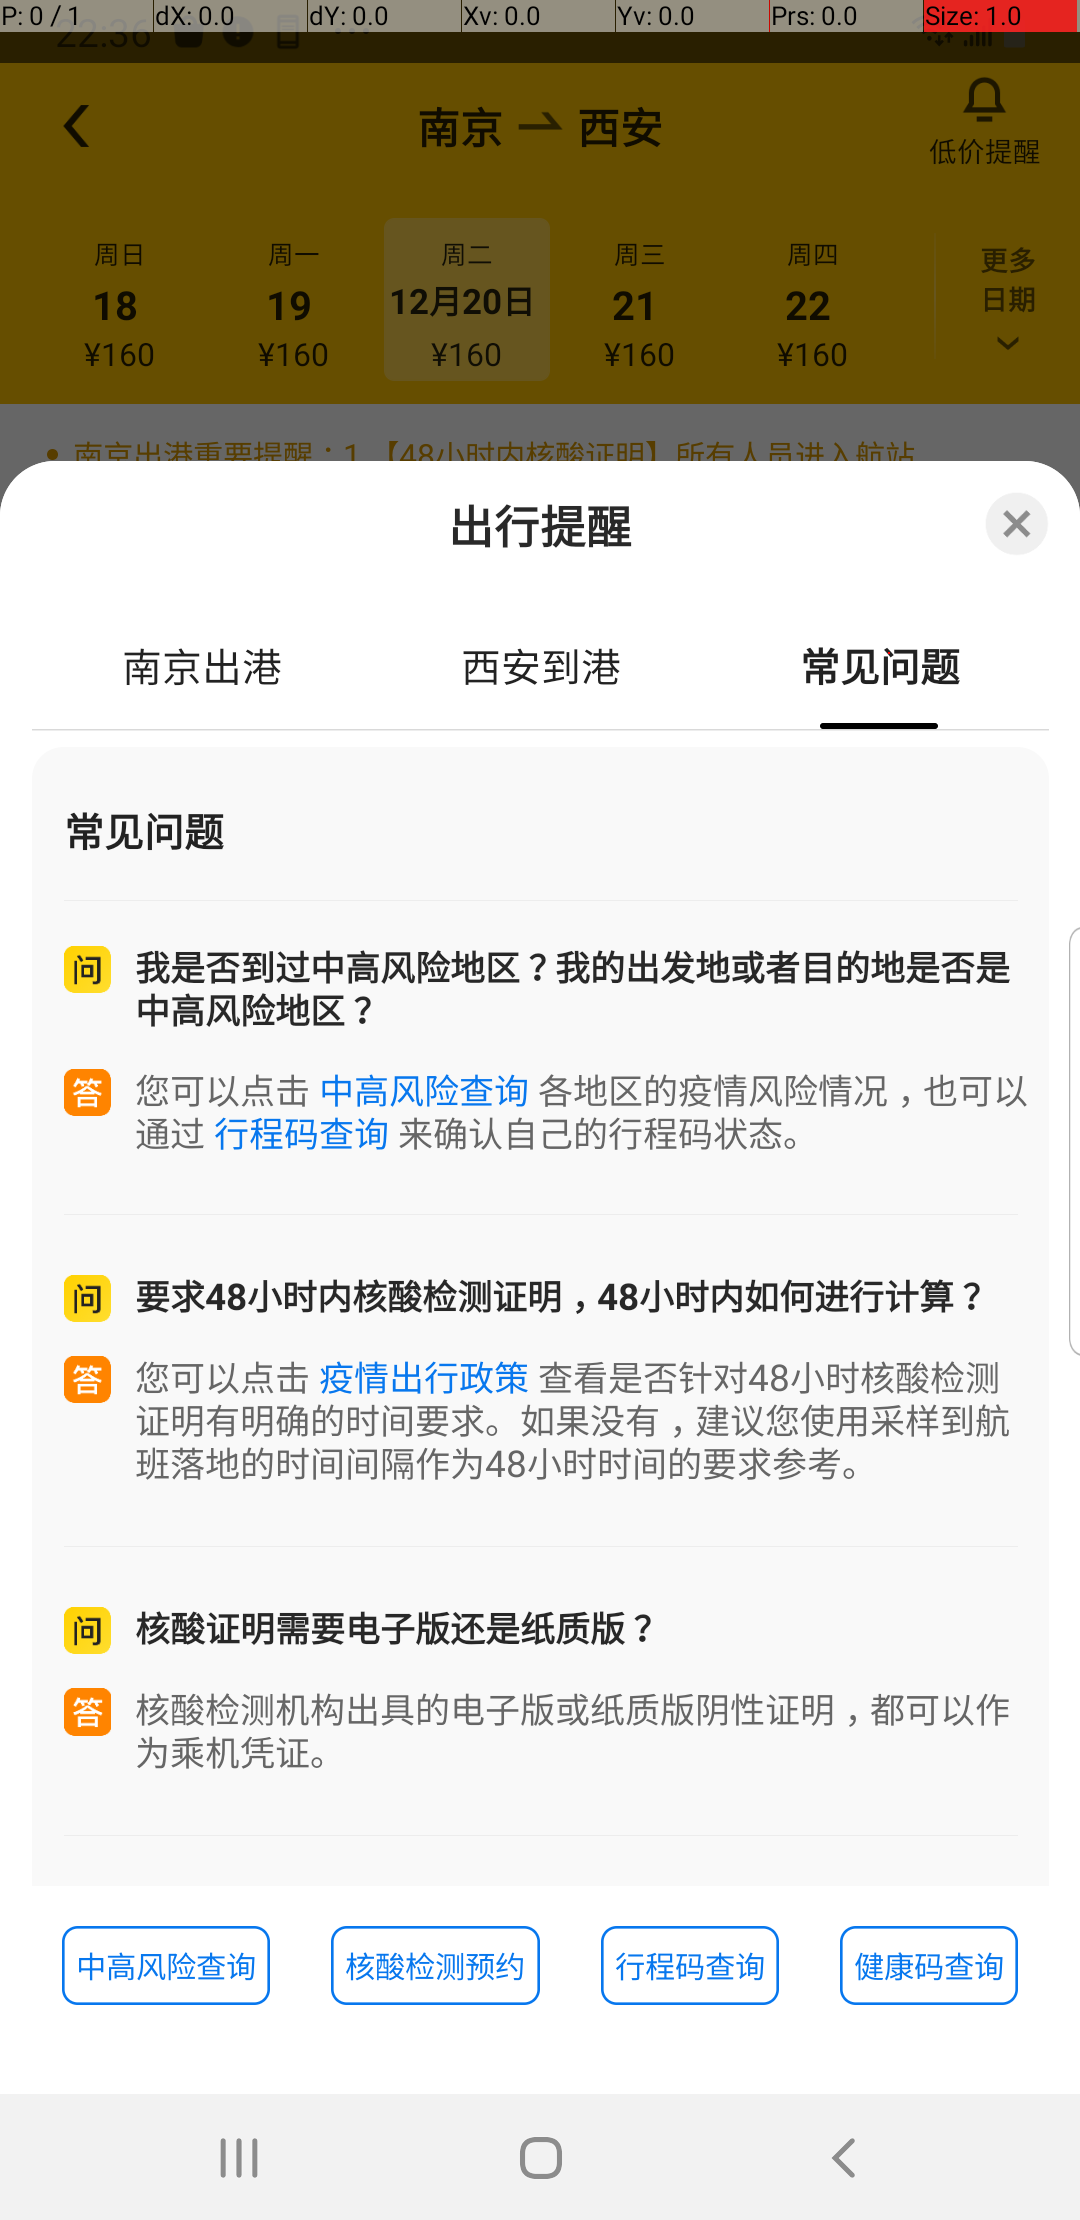 P: 0 / 1 dX: 0.0 dY: 0.0 Xv: 0.0 Yv: 0.0 Prs: 0.0 Size: 1.0
22:36
南京 西安
低价提醒
周日 周一 周二 周三 周四 更多
18 19 12月20日 21 22 日期
¥160 ¥160 ¥160 ¥160 ¥160
南京出港重要提醒：1.【48小时内核酸证明】所有人员进入航站
出行提醒
南京出港 西安到港 常见问题
常见问题
问 我是否到过中高风险地区？我的出发地或者目的地是否是
中高风险地区？
答 您可以点击 中高风险查询 各地区的疫情风险情况，也可以
通过 行程码查询 来确认自己的行程码状态。
问 要求48小时内核酸检测证明，48小时内如何进行计算？
答 您可以点击 疫情出行政策 查看是否针对48小时核酸检测
证明有明确的时间要求。如果没有，建议您使用采样到航
班落地的时间间隔作为48小时时间的要求参考。
问 核酸证明需要电子版还是纸质版？
答 核酸检测机构出具的电子版或纸质版阴性证明，都可以作
为乘机凭证。
中高风险查询 核酸检测预约 行程码查询 健康码查询